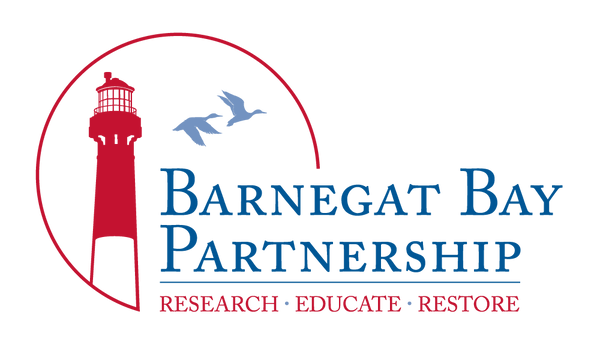 BARNEGAT BAY
PARTNERSHIP
RESEARCH · EDUCATE · RESTORE